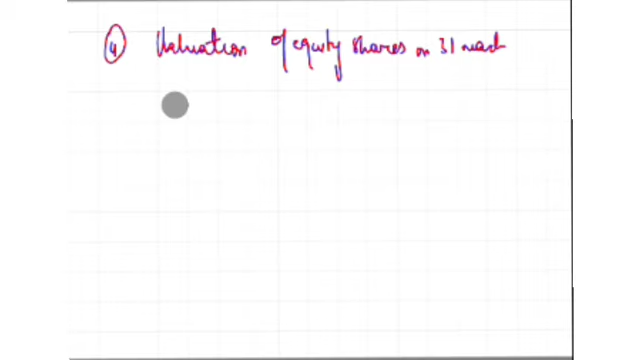 ④ Valuation of equity shares on 31 march